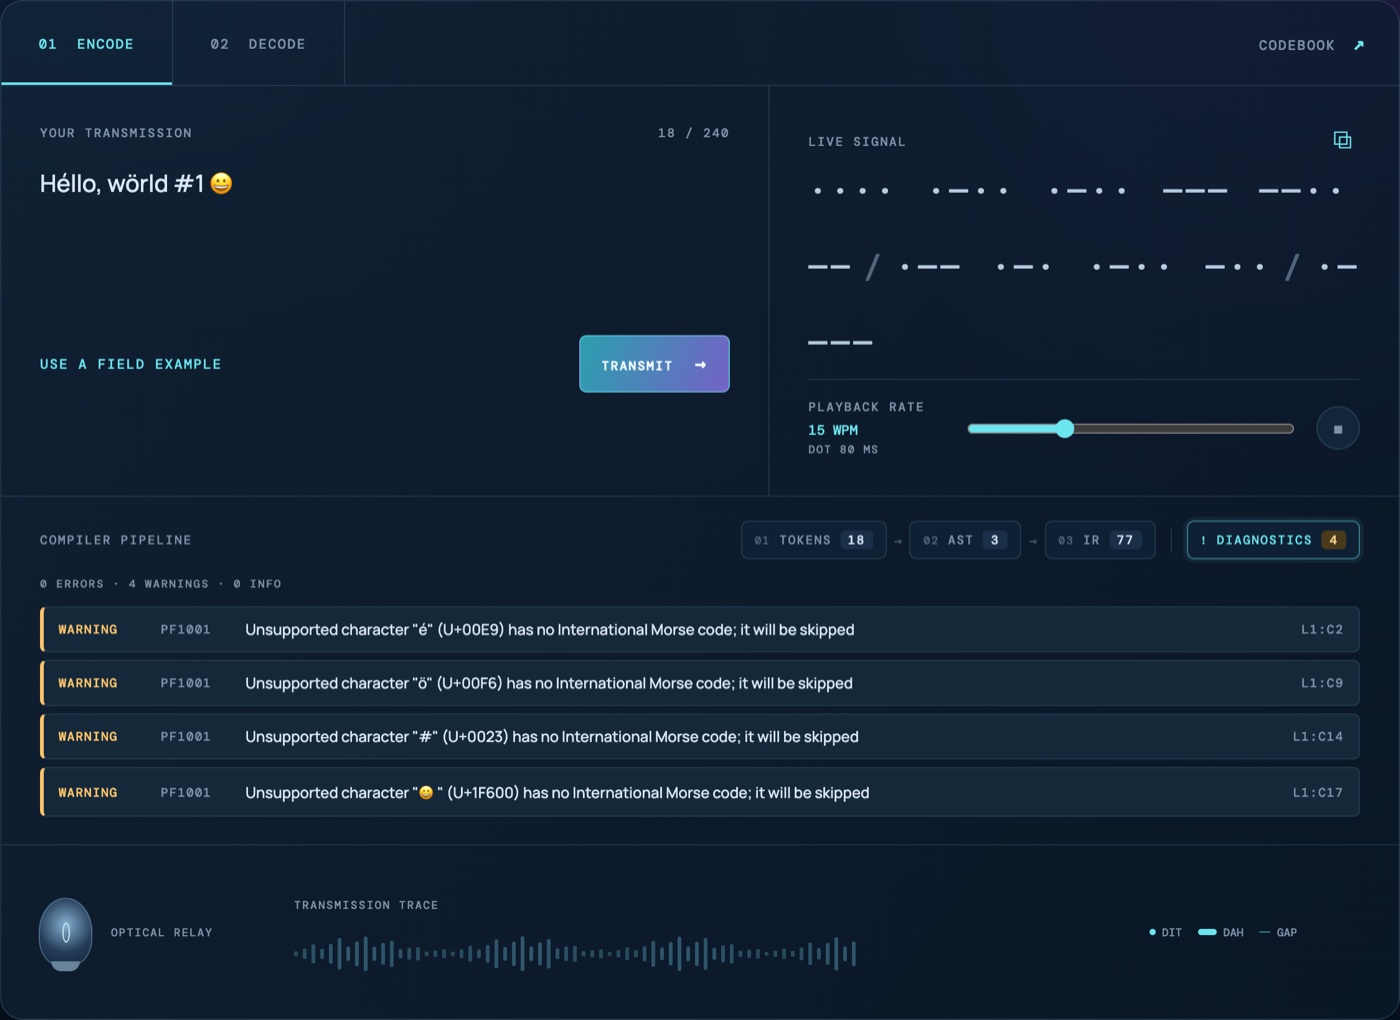 01 ENCODE 02 DECODE CODEBOOK ↗
YOUR TRANSMISSION 18 / 240
Héllo, wörld #1 😀
USE A FIELD EXAMPLE
TRANSMIT →
LIVE SIGNAL
•••• •—•• •—•• ——— ——••
—— / •—— •—• •—•• —•• / •—
———
PLAYBACK RATE
15 WPM
DOT 80 MS
COMPILER PIPELINE
01 TOKENS 18 → 02 AST 3 → 03 IR 77 ! DIAGNOSTICS 4
0 ERRORS · 4 WARNINGS · 0 INFO
WARNING PF1001 Unsupported character "é" (U+00E9) has no International Morse code; it will be skipped L1:C2
WARNING PF1001 Unsupported character "ö" (U+00F6) has no International Morse code; it will be skipped L1:C9
WARNING PF1001 Unsupported character "#" (U+0023) has no International Morse code; it will be skipped L1:C14
WARNING PF1001 Unsupported character "😀" (U+1F600) has no International Morse code; it will be skipped L1:C17
OPTICAL RELAY
TRANSMISSION TRACE
DIT DAH GAP